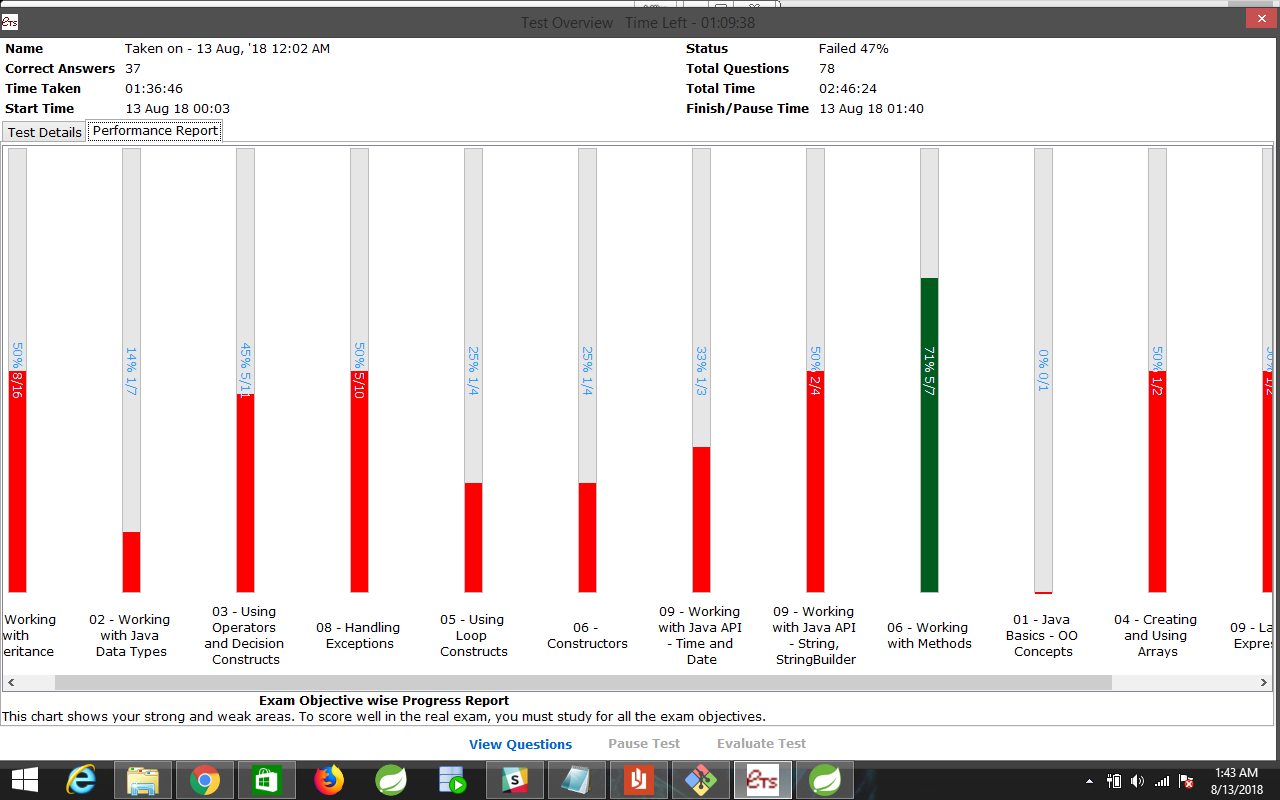 Test Overview   Time Left - 01:09:38
Name Taken on - 13 Aug, '18 12:02 AM Status Failed 47%
Correct Answers 37 Total Questions 78
Time Taken 01:36:46 Total Time 02:46:24
Start Time 13 Aug 18 00:03 Finish/Pause Time 13 Aug 18 01:40
Test Details Performance Report
50% 8/16
14% 1/7
45% 5/11
50% 5/10
25% 1/4
25% 1/4
33% 1/3
50% 2/4
71% 5/7
0% 0/1
50% 1/2
50% 1/2
Working
with
eritance
02 - Working
with Java
Data Types
03 - Using
Operators
and Decision
Constructs
08 - Handling
Exceptions
05 - Using
Loop
Constructs
06 -
Constructors
09 - Working
with Java API
- Time and
Date
09 - Working
with Java API
- String,
StringBuilder
06 - Working
with Methods
01 - Java
Basics - OO
Concepts
04 - Creating
and Using
Arrays
09 - La
Expres
Exam Objective wise Progress Report
This chart shows your strong and weak areas. To score well in the real exam, you must study for all the exam objectives.
View Questions Pause Test Evaluate Test
ETS
1:43 AM
8/13/2018